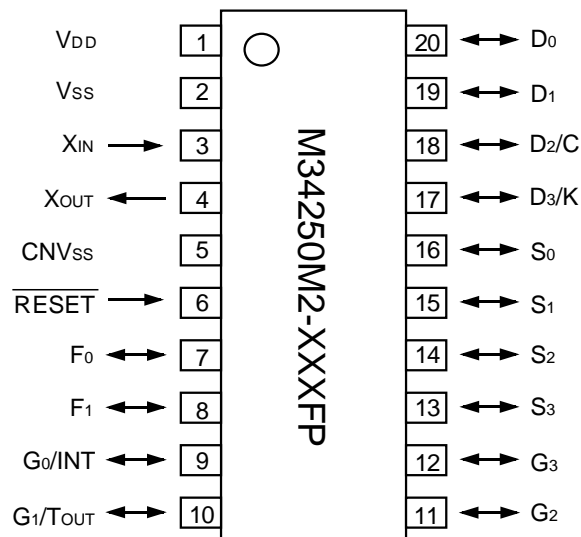 VDD 1 20 D0
VSS 2 19 D1
XIN 3 18 D2/C
XOUT 4 17 D3/K
CNVSS 5 16 S0
RESET 6 15 S1
F0 7 14 S2
F1 8 13 S3
G0/INT 9 12 G3
G1/TOUT 10 11 G2
M34250M2-XXXFP